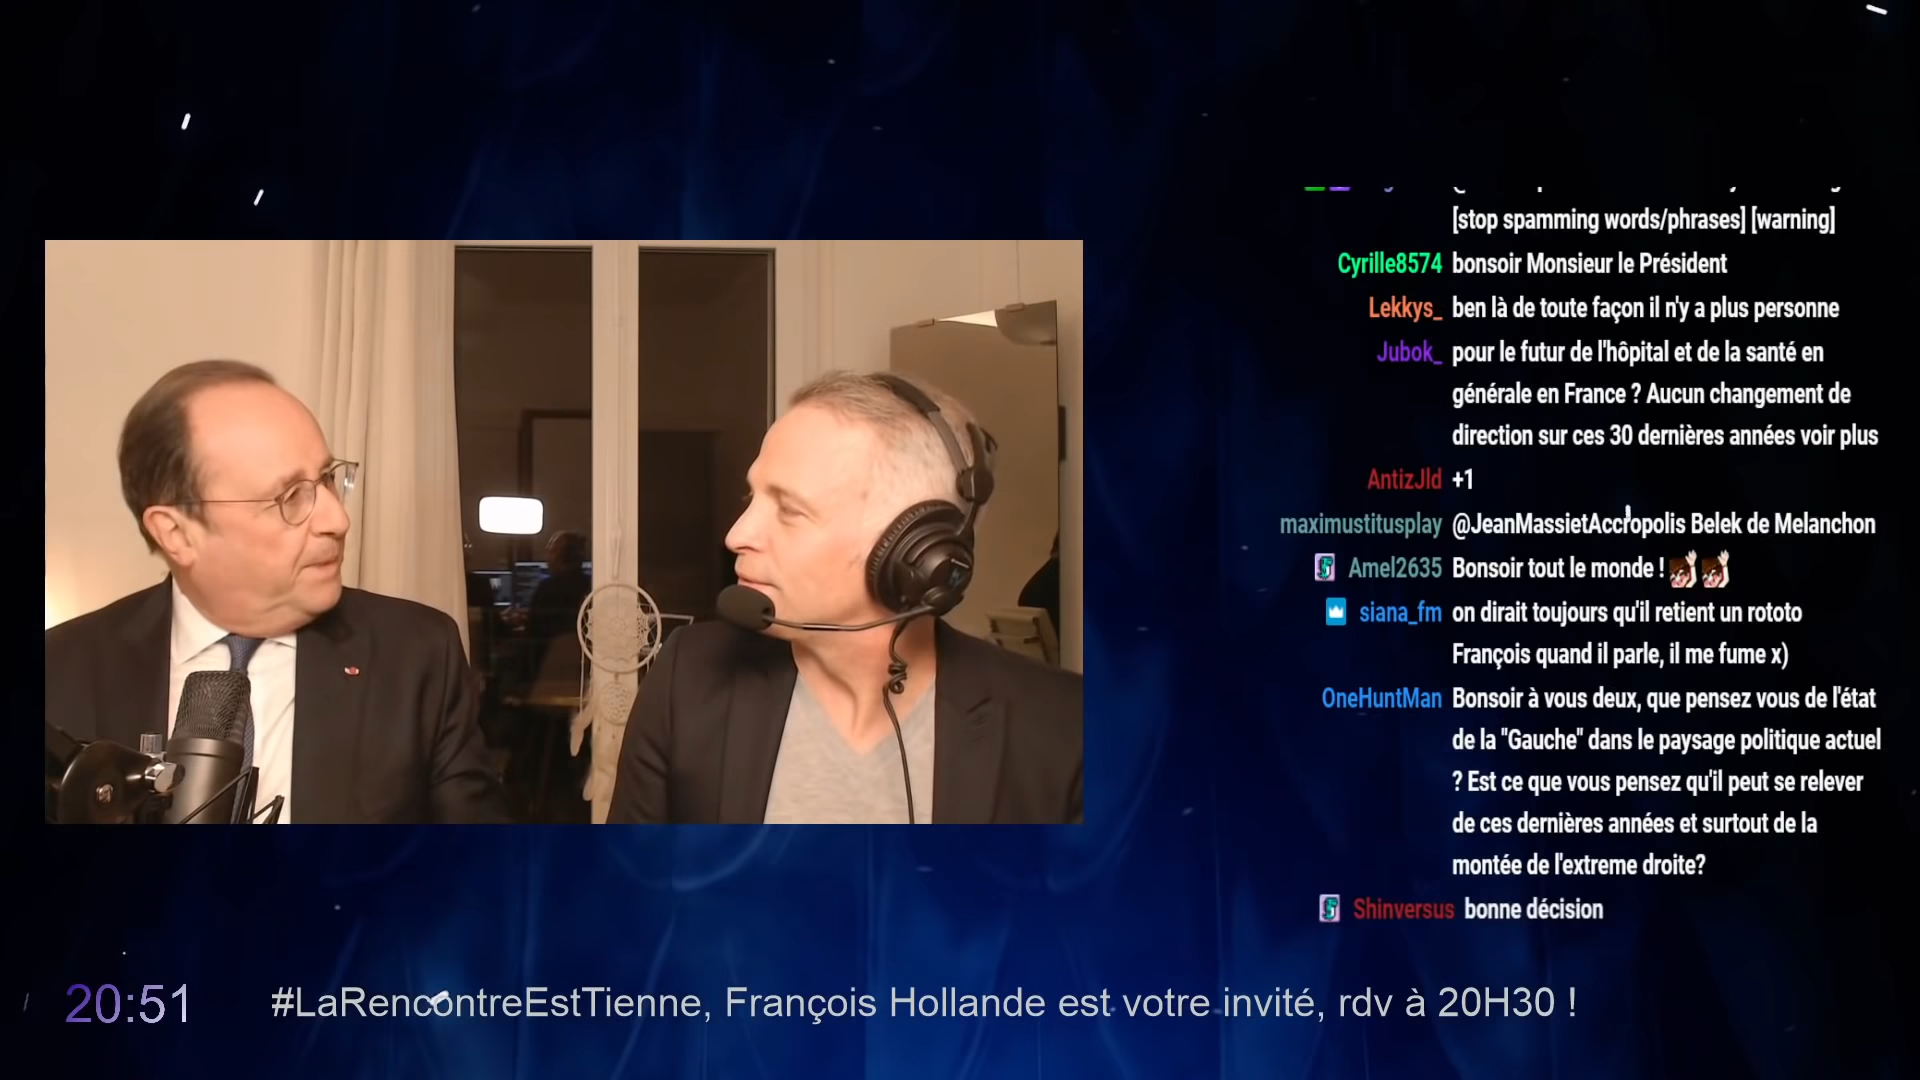 [stop spamming words/phrases] [warning]
Cyrille8574 bonsoir Monsieur le Président
Lekkys_ ben là de toute façon il n'y a plus personne
Jubok_ pour le futur de l'hôpital et de la santé en
générale en France ? Aucun changement de
direction sur ces 30 dernières années voir plus
AntizJld +1
maximustitusplay @JeanMassietAccropolis Belek de Melanchon
Amel2635 Bonsoir tout le monde !
siana_fm on dirait toujours qu'il retient un rototo
François quand il parle, il me fume x)
OneHuntMan Bonsoir à vous deux, que pensez vous de l'état
de la "Gauche" dans le paysage politique actuel
? Est ce que vous pensez qu'il peut se relever
de ces dernières années et surtout de la
montée de l'extreme droite?
Shinversus bonne décision
20:51 #LaRencontreEstTienne, François Hollande est votre invité, rdv à 20H30 !